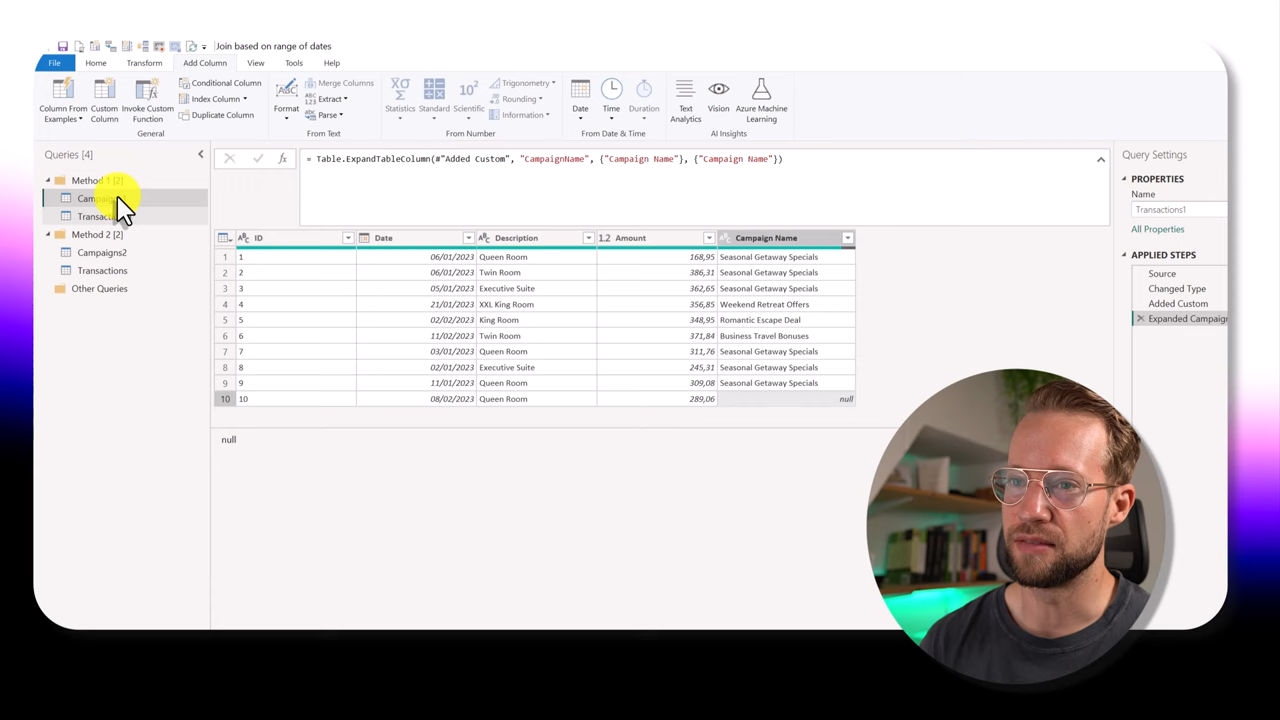 Join based on range of dates
File Home Transform Add Column View Tools Help
Column From Examples
Custom Column
Invoke Custom Function
Conditional Column
Index Column
Duplicate Column
General
Format
Merge Columns
Extract
Parse
From Text
Statistics
Standard
10² Scientific
Trigonometry
Rounding
Information
From Number
Date
Time
Duration
From Date & Time
Text Analytics
Vision
Azure Machine Learning
AI Insights
Queries [4]
Method 1 [2]
Method 2 [2]
Campaigns2
Transactions
Other Queries
= Table.ExpandTableColumn(#"Added Custom", "CampaignName", {"Campaign Name"}, {"Campaign Name"})
ID Date Description 1.2 Amount Campaign Name
1 1 06/01/2023 Queen Room 168,95 Seasonal Getaway Specials
2 2 06/01/2023 Twin Room 386,31 Seasonal Getaway Specials
3 3 05/01/2023 Executive Suite 362,65 Seasonal Getaway Specials
4 4 21/01/2023 XXL King Room 356,85 Weekend Retreat Offers
5 5 02/02/2023 King Room 348,95 Romantic Escape Deal
6 6 11/02/2023 Twin Room 371,84 Business Travel Bonuses
7 7 03/01/2023 Queen Room 311,76 Seasonal Getaway Specials
8 8 02/01/2023 Executive Suite 245,31 Seasonal Getaway Specials
9 9 11/01/2023 Queen Room 309,08 Seasonal Getaway Specials
10 10 08/02/2023 Queen Room 289,06 null
null
Query Settings
PROPERTIES
Name
Transactions1
All Properties
APPLIED STEPS
Source
Changed Type
Added Custom
Expanded Campaign